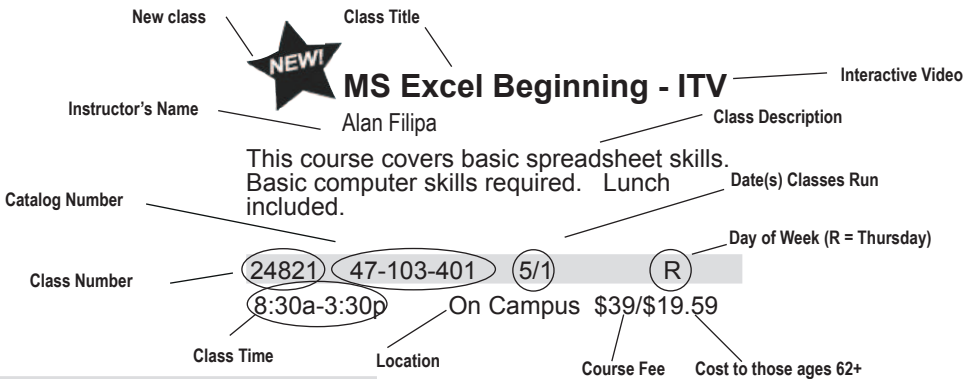 New class
Class Title
NEW!
MS Excel Beginning - ITV
Interactive Video
Instructor's Name
Alan Filipa
Class Description
This course covers basic spreadsheet skills.
Basic computer skills required. Lunch
included.
Date(s) Classes Run
Catalog Number
Day of Week (R = Thursday)
Class Number
24821 47-103-401 5/1 R
8:30a-3:30p On Campus $39/$19.59
Class Time
Location
Course Fee
Cost to those ages 62+